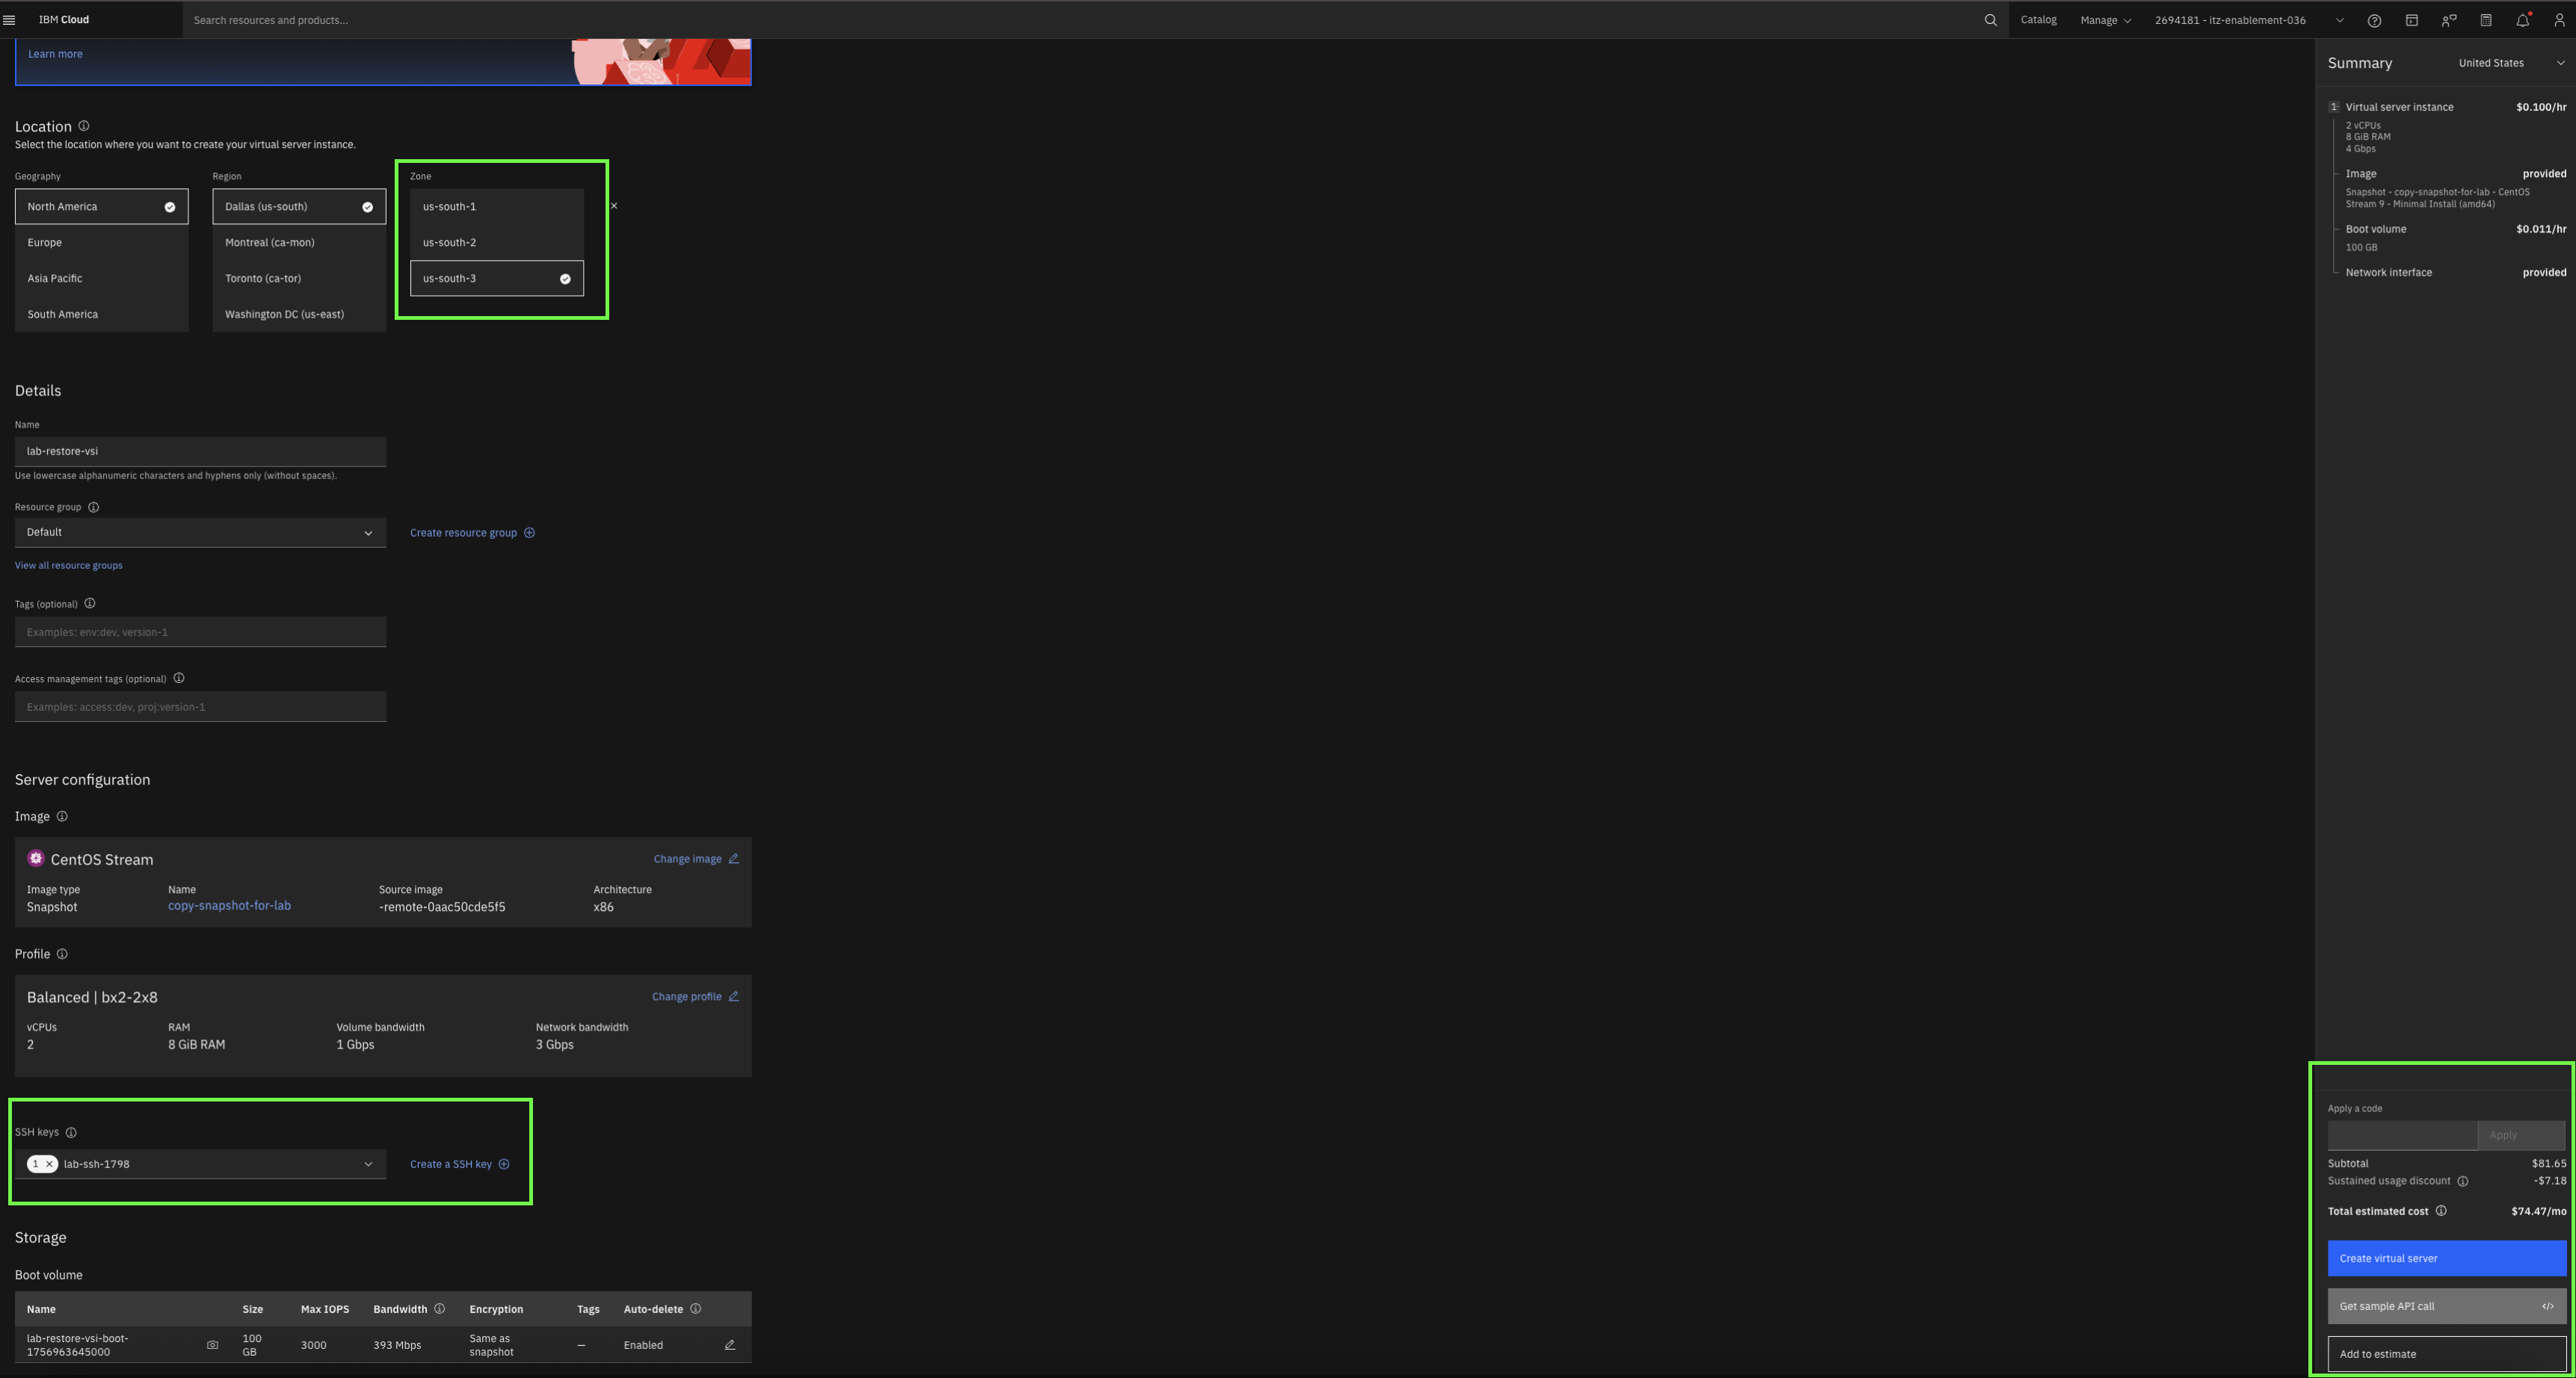 IBM Cloud
Search resources and products...
Catalog
Manage
2694181 - itz-enablement-036
Learn more
Location
Select the location where you want to create your virtual server instance.
Geography
North America
Europe
Asia Pacific
South America
Region
Dallas (us-south)
Montreal (ca-mon)
Toronto (ca-tor)
Washington DC (us-east)
Zone
us-south-1
us-south-2
us-south-3
Details
Name
lab-restore-vsi
Use lowercase alphanumeric characters and hyphens only (without spaces).
Resource group
Default
Create resource group
View all resource groups
Tags (optional)
Examples: env:dev, version-1
Access management tags (optional)
Examples: access:dev, proj:version-1
Server configuration
Image
CentOS Stream
Change image
Image type Name Source image Architecture
Snapshot copy-snapshot-for-lab -remote-0aac50cde5f5 x86
Profile
Balanced | bx2-2x8
Change profile
vCPUs RAM Volume bandwidth Network bandwidth
2 8 GiB RAM 1 Gbps 3 Gbps
SSH keys
1 × lab-ssh-1798
Create a SSH key
Storage
Boot volume
Name Size Max IOPS Bandwidth Encryption Tags Auto-delete
lab-restore-vsi-boot-
1756963645000
100
GB
3000
393 Mbps
Same as
snapshot
–
Enabled
Summary
United States
1 Virtual server instance $0.100/hr
2 vCPUs
8 GiB RAM
4 Gbps
Image provided
Snapshot - copy-snapshot-for-lab - CentOS
Stream 9 - Minimal Install (amd64)
Boot volume $0.011/hr
100 GB
Network interface provided
Apply a code
Apply
Subtotal $81.65
Sustained usage discount -$7.18
Total estimated cost $74.47/mo
Create virtual server
Get sample API call </>
Add to estimate